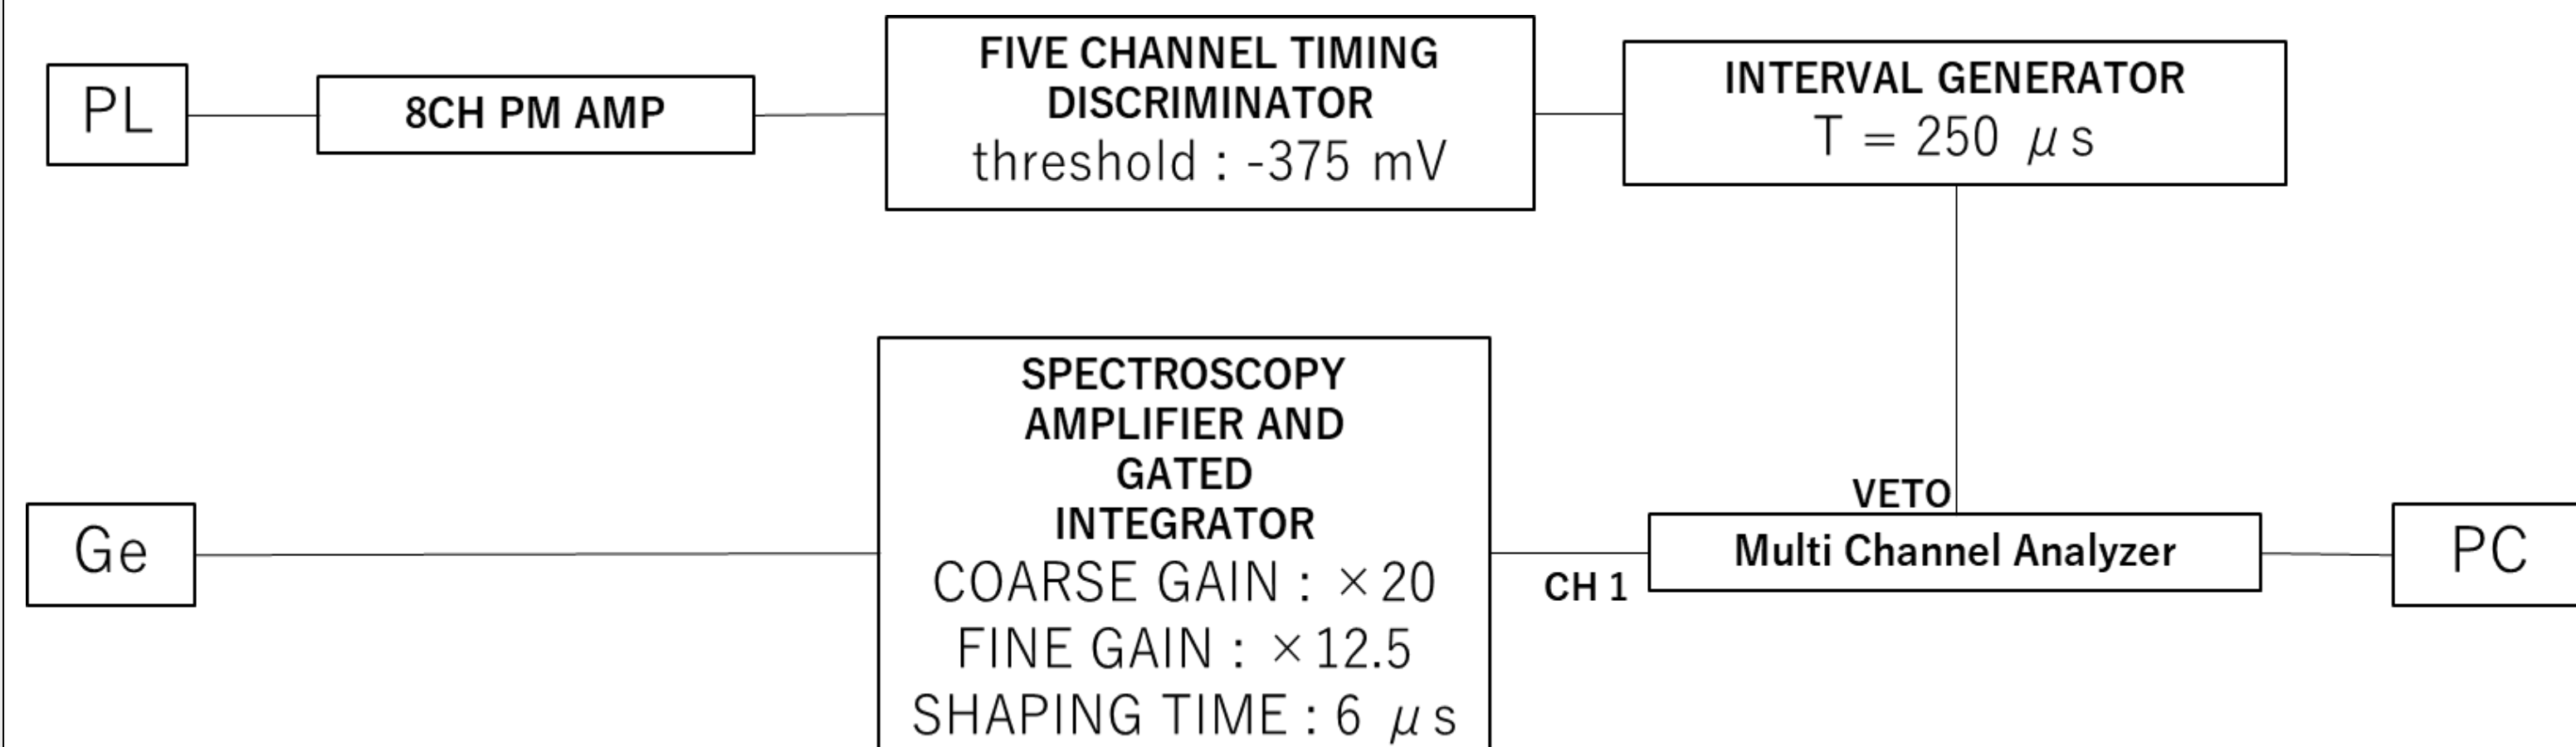 PL
8CH PM AMP
FIVE CHANNEL TIMING
DISCRIMINATOR
threshold : -375 mV
INTERVAL GENERATOR
T = 250 μs
Ge
SPECTROSCOPY
AMPLIFIER AND
GATED
INTEGRATOR
COARSE GAIN : ×20
FINE GAIN : ×12.5
SHAPING TIME : 6 μs
CH 1
VETO
Multi Channel Analyzer
PC